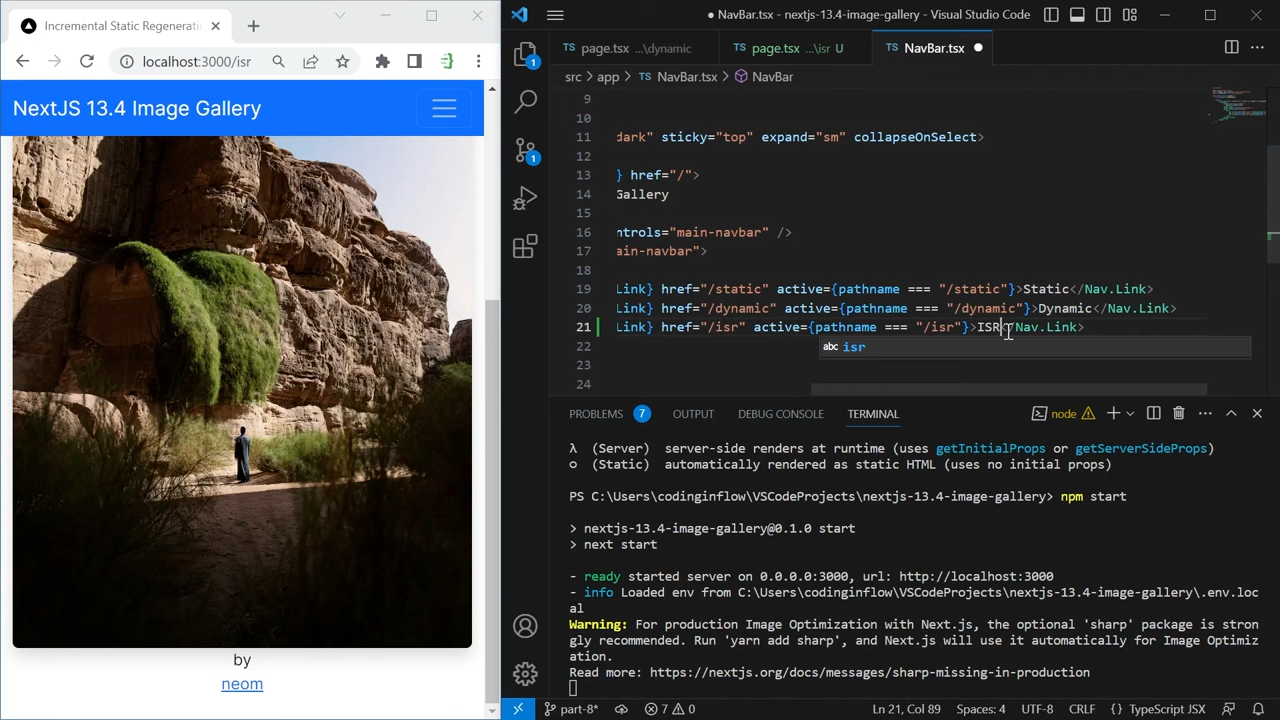 Incremental Static Regenerati
localhost:3000/isr
NextJS 13.4 Image Gallery
by
neom
● NavBar.tsx - nextjs-13.4-image-gallery - Visual Studio Code
page.tsx ...\dynamic
page.tsx ...\isr U
NavBar.tsx
src > app > NavBar.tsx > NavBar
9
10
11 dark" sticky="top" expand="sm" collapseOnSelect>
12
13 } href="/">
14 Gallery
15
16 ntrols="main-navbar" />
17 ain-navbar">
18
19 Link} href="/static" active={pathname === "/static"}>Static</Nav.Link>
20 Link} href="/dynamic" active={pathname === "/dynamic"}>Dynamic</Nav.Link>
21 Link} href="/isr" active={pathname === "/isr"}>ISR</Nav.Link>
22
abc isr
23
24
1
1
PROBLEMS 7 OUTPUT DEBUG CONSOLE TERMINAL node
λ (Server) server-side renders at runtime (uses getInitialProps or getServerSideProps)
○ (Static) automatically rendered as static HTML (uses no initial props)
PS C:\Users\codinginflow\VSCodeProjects\nextjs-13.4-image-gallery> npm start
> nextjs-13.4-image-gallery@0.1.0 start
> next start
- ready started server on 0.0.0.0:3000, url: http://localhost:3000
- info Loaded env from C:\Users\codinginflow\VSCodeProjects\nextjs-13.4-image-gallery\.env.loc
al
Warning: For production Image Optimization with Next.js, the optional 'sharp' package is stron
gly recommended. Run 'yarn add sharp', and Next.js will use it automatically for Image Optimiz
ation.
Read more: https://nextjs.org/docs/messages/sharp-missing-in-production
part-8* 7 0 Ln 21, Col 89 Spaces: 4 UTF-8 CRLF TypeScript JSX